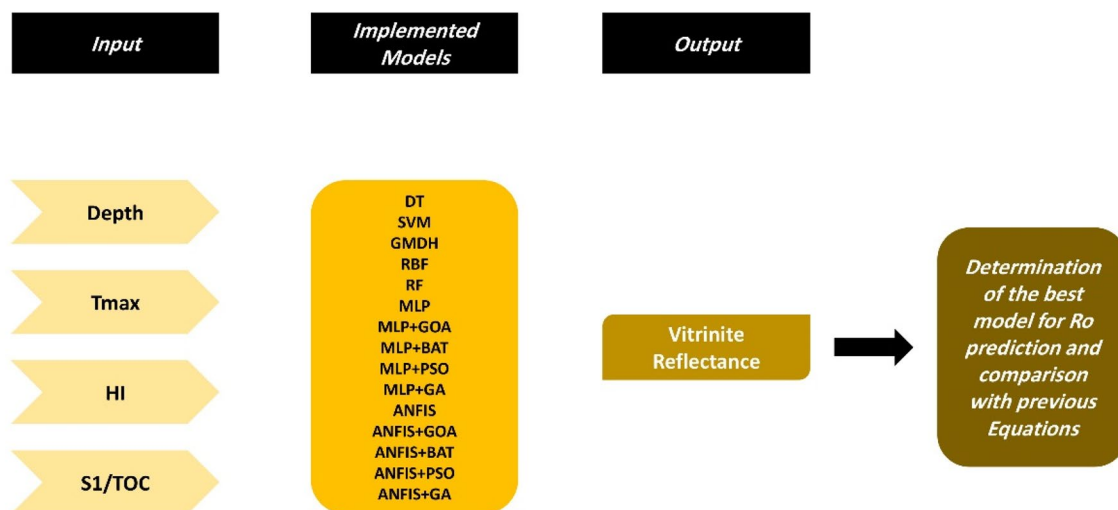 Input
Implemented
Models
Output
Depth
Tmax
HI
S1/TOC
DT
SVM
GMDH
RBF
RF
MLP
MLP+GOA
MLP+BAT
MLP+PSO
MLP+GA
ANFIS
ANFIS+GOA
ANFIS+BAT
ANFIS+PSO
ANFIS+GA
Vitrinite
Reflectance
Determination
of the best
model for Ro
prediction and
comparison
with previous
Equations